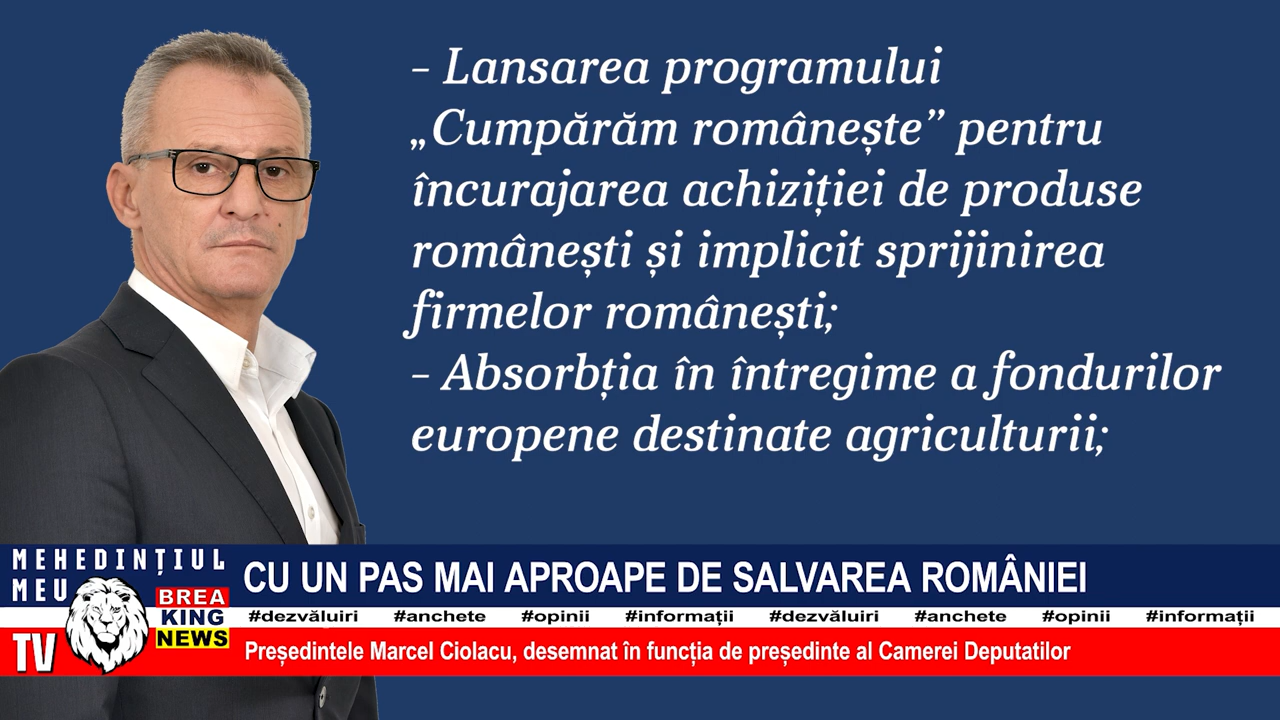 – Lansarea programului
„Cumpărăm românește” pentru
încurajarea achiziției de produse
românești și implicit sprijinirea
firmelor românești;
– Absorbția în întregime a fondurilor
europene destinate agriculturii;
MEHEDINȚIUL
MEU
TV
BREA
KING
NEWS
CU UN PAS MAI APROAPE DE SALVAREA ROMÂNIEI
#dezvăluiri #anchete #opinii #informații #dezvăluiri #anchete #opinii #informații
Președintele Marcel Ciolacu, desemnat în funcția de președinte al Camerei Deputatilor